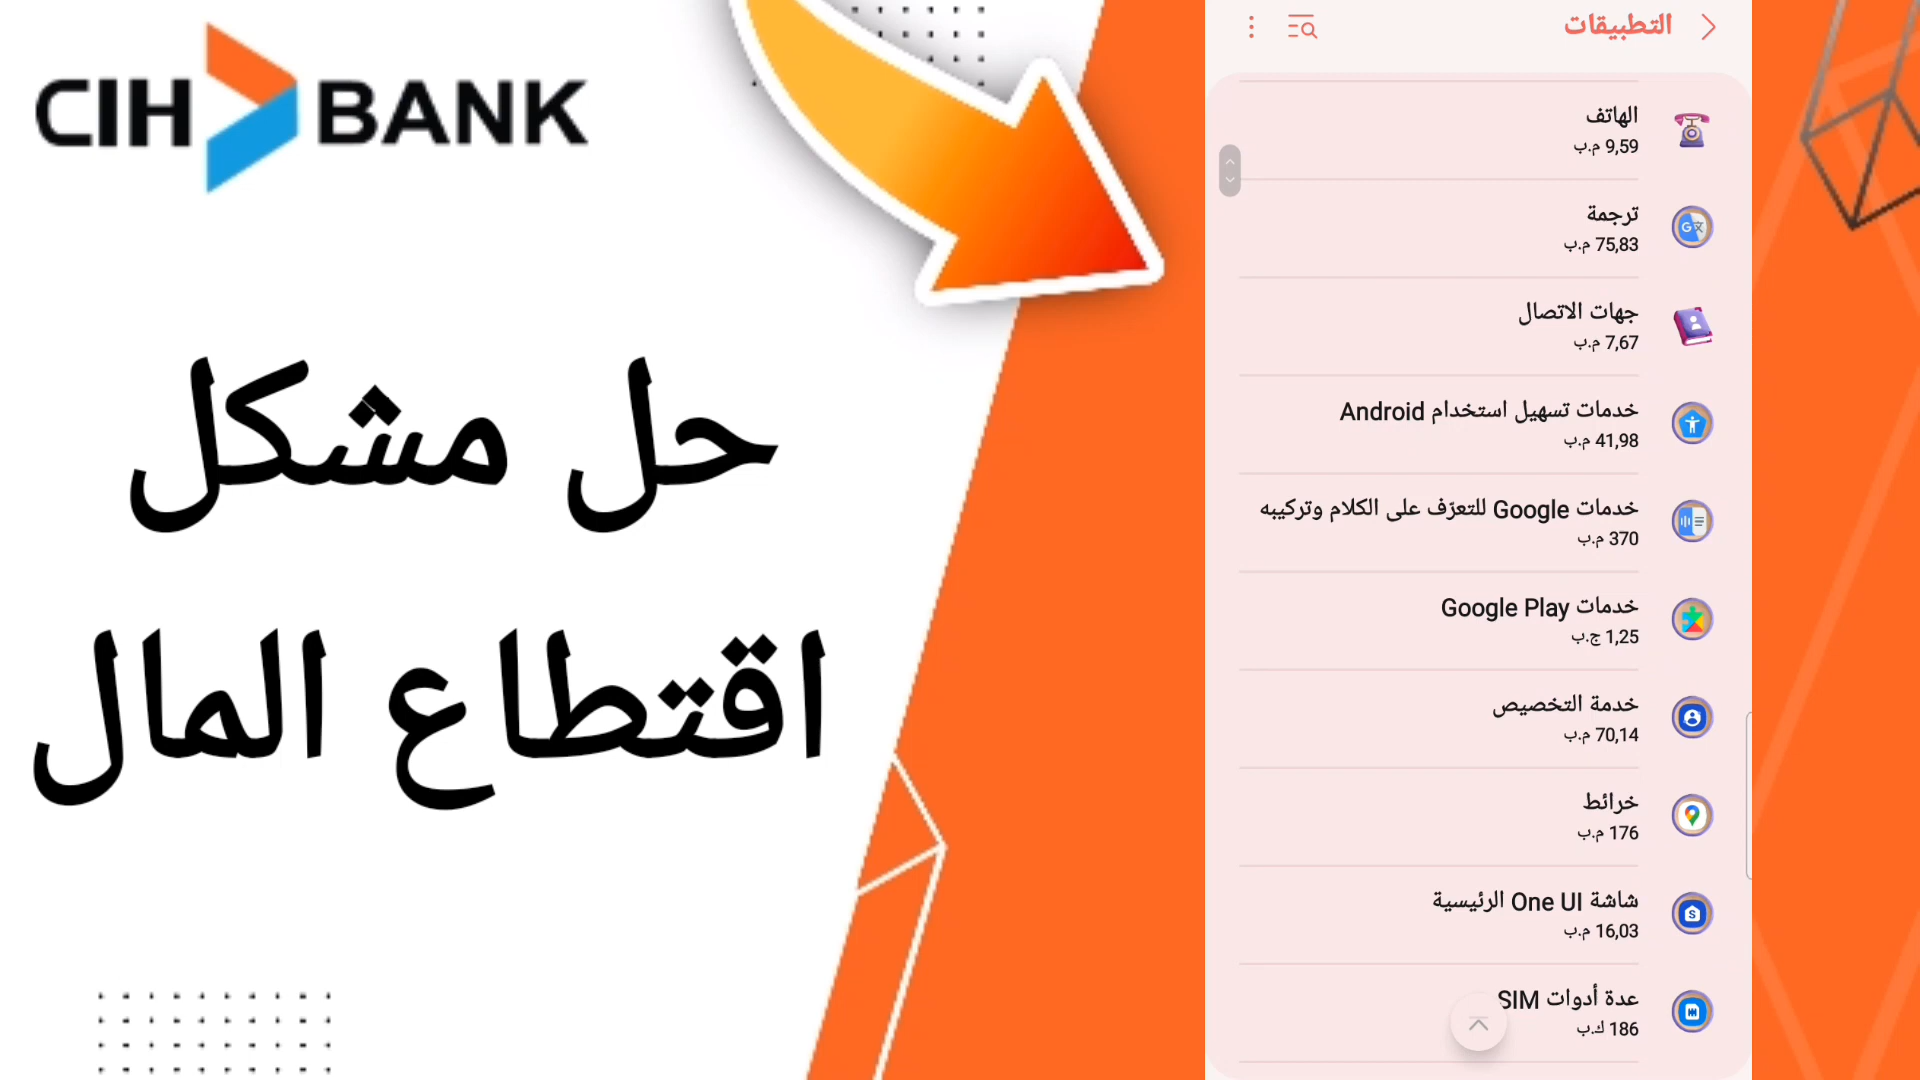 CIH BANK
حل مشكل
اقتطاع المال
التطبيقات
الهاتف
9,59 م.ب
ترجمة
75,83 م.ب
جهات الاتصال
7,67 م.ب
خدمات تسهيل استخدام Android
41,98 م.ب
خدمات Google للتعرّف على الكلام وتركيبه
370 م.ب
خدمات Google Play
1,25 ج.ب
خدمة التخصيص
70,14 م.ب
خرائط
176 م.ب
شاشة One UI الرئيسية
16,03 م.ب
عدة أدوات SIM
186 ك.ب